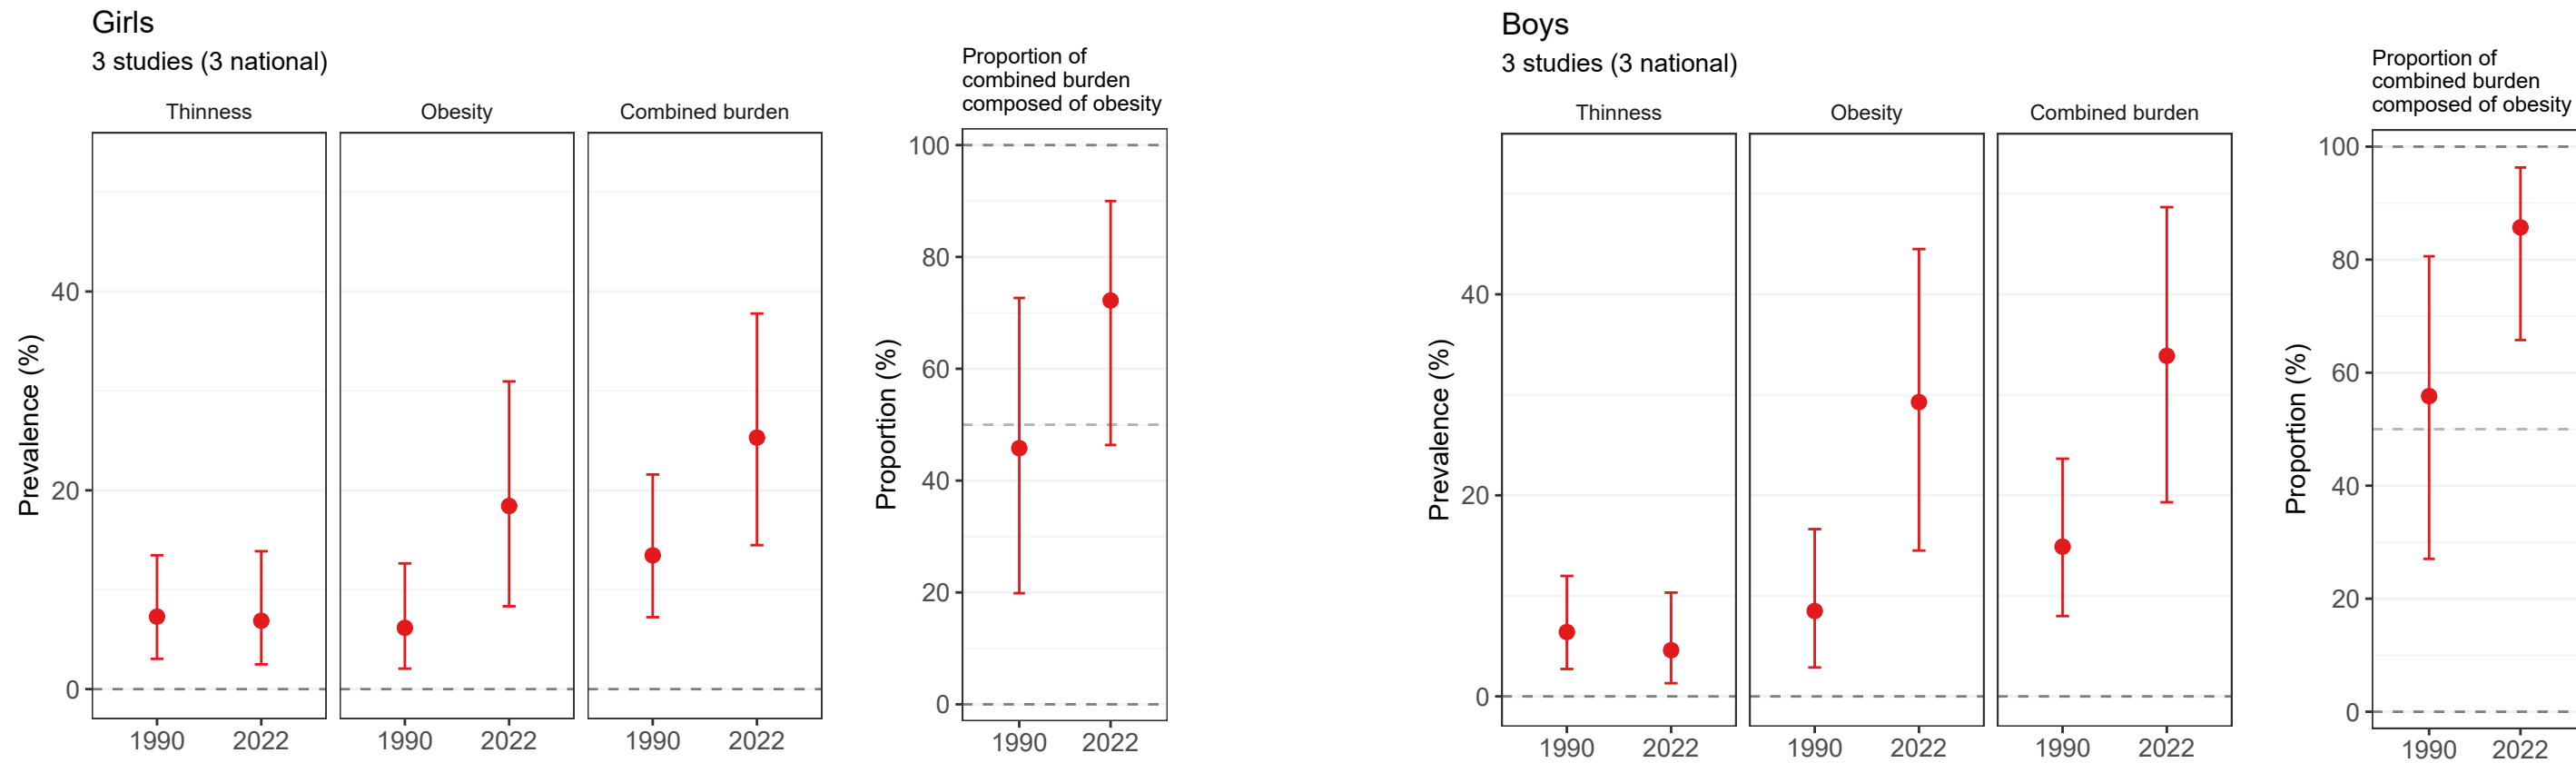 Girls
3 studies (3 national)
Thinness
Obesity
Combined burden
Prevalence (%)
40
20
0
1990
2022
1990
2022
1990
2022
Proportion of
combined burden
composed of obesity
Proportion (%)
100
80
60
40
20
0
1990
2022
Boys
3 studies (3 national)
Thinness
Obesity
Combined burden
Prevalence (%)
40
20
0
1990
2022
1990
2022
1990
2022
Proportion of
combined burden
composed of obesity
Proportion (%)
100
80
60
40
20
0
1990
2022